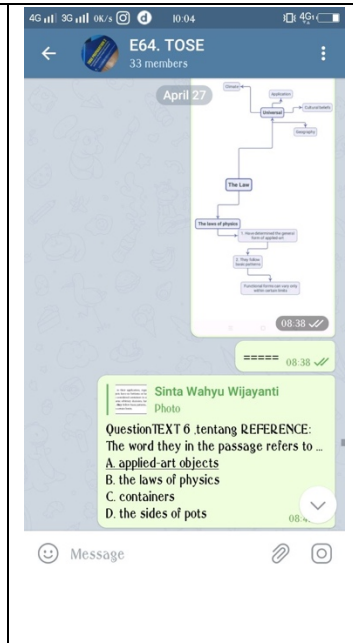 4G 3G 0K/s 10:04 4G
E64. TOSE
33 members
April 27
Climate
Application
Universal
Cultural beliefs
Geography
The Law
The laws of physics
1. Have determined the general form of applied-art
2. They follow basic patterns
Functional forms can vary only within certain limits
08:38
===== 08:38
Sinta Wahyu Wijayanti
Photo
QuestionTEXT 6 ,tentang REFERENCE:
The word they in the passage refers to ...
A. applied-art objects
B. the laws of physics
C. containers
D. the sides of pots
Message